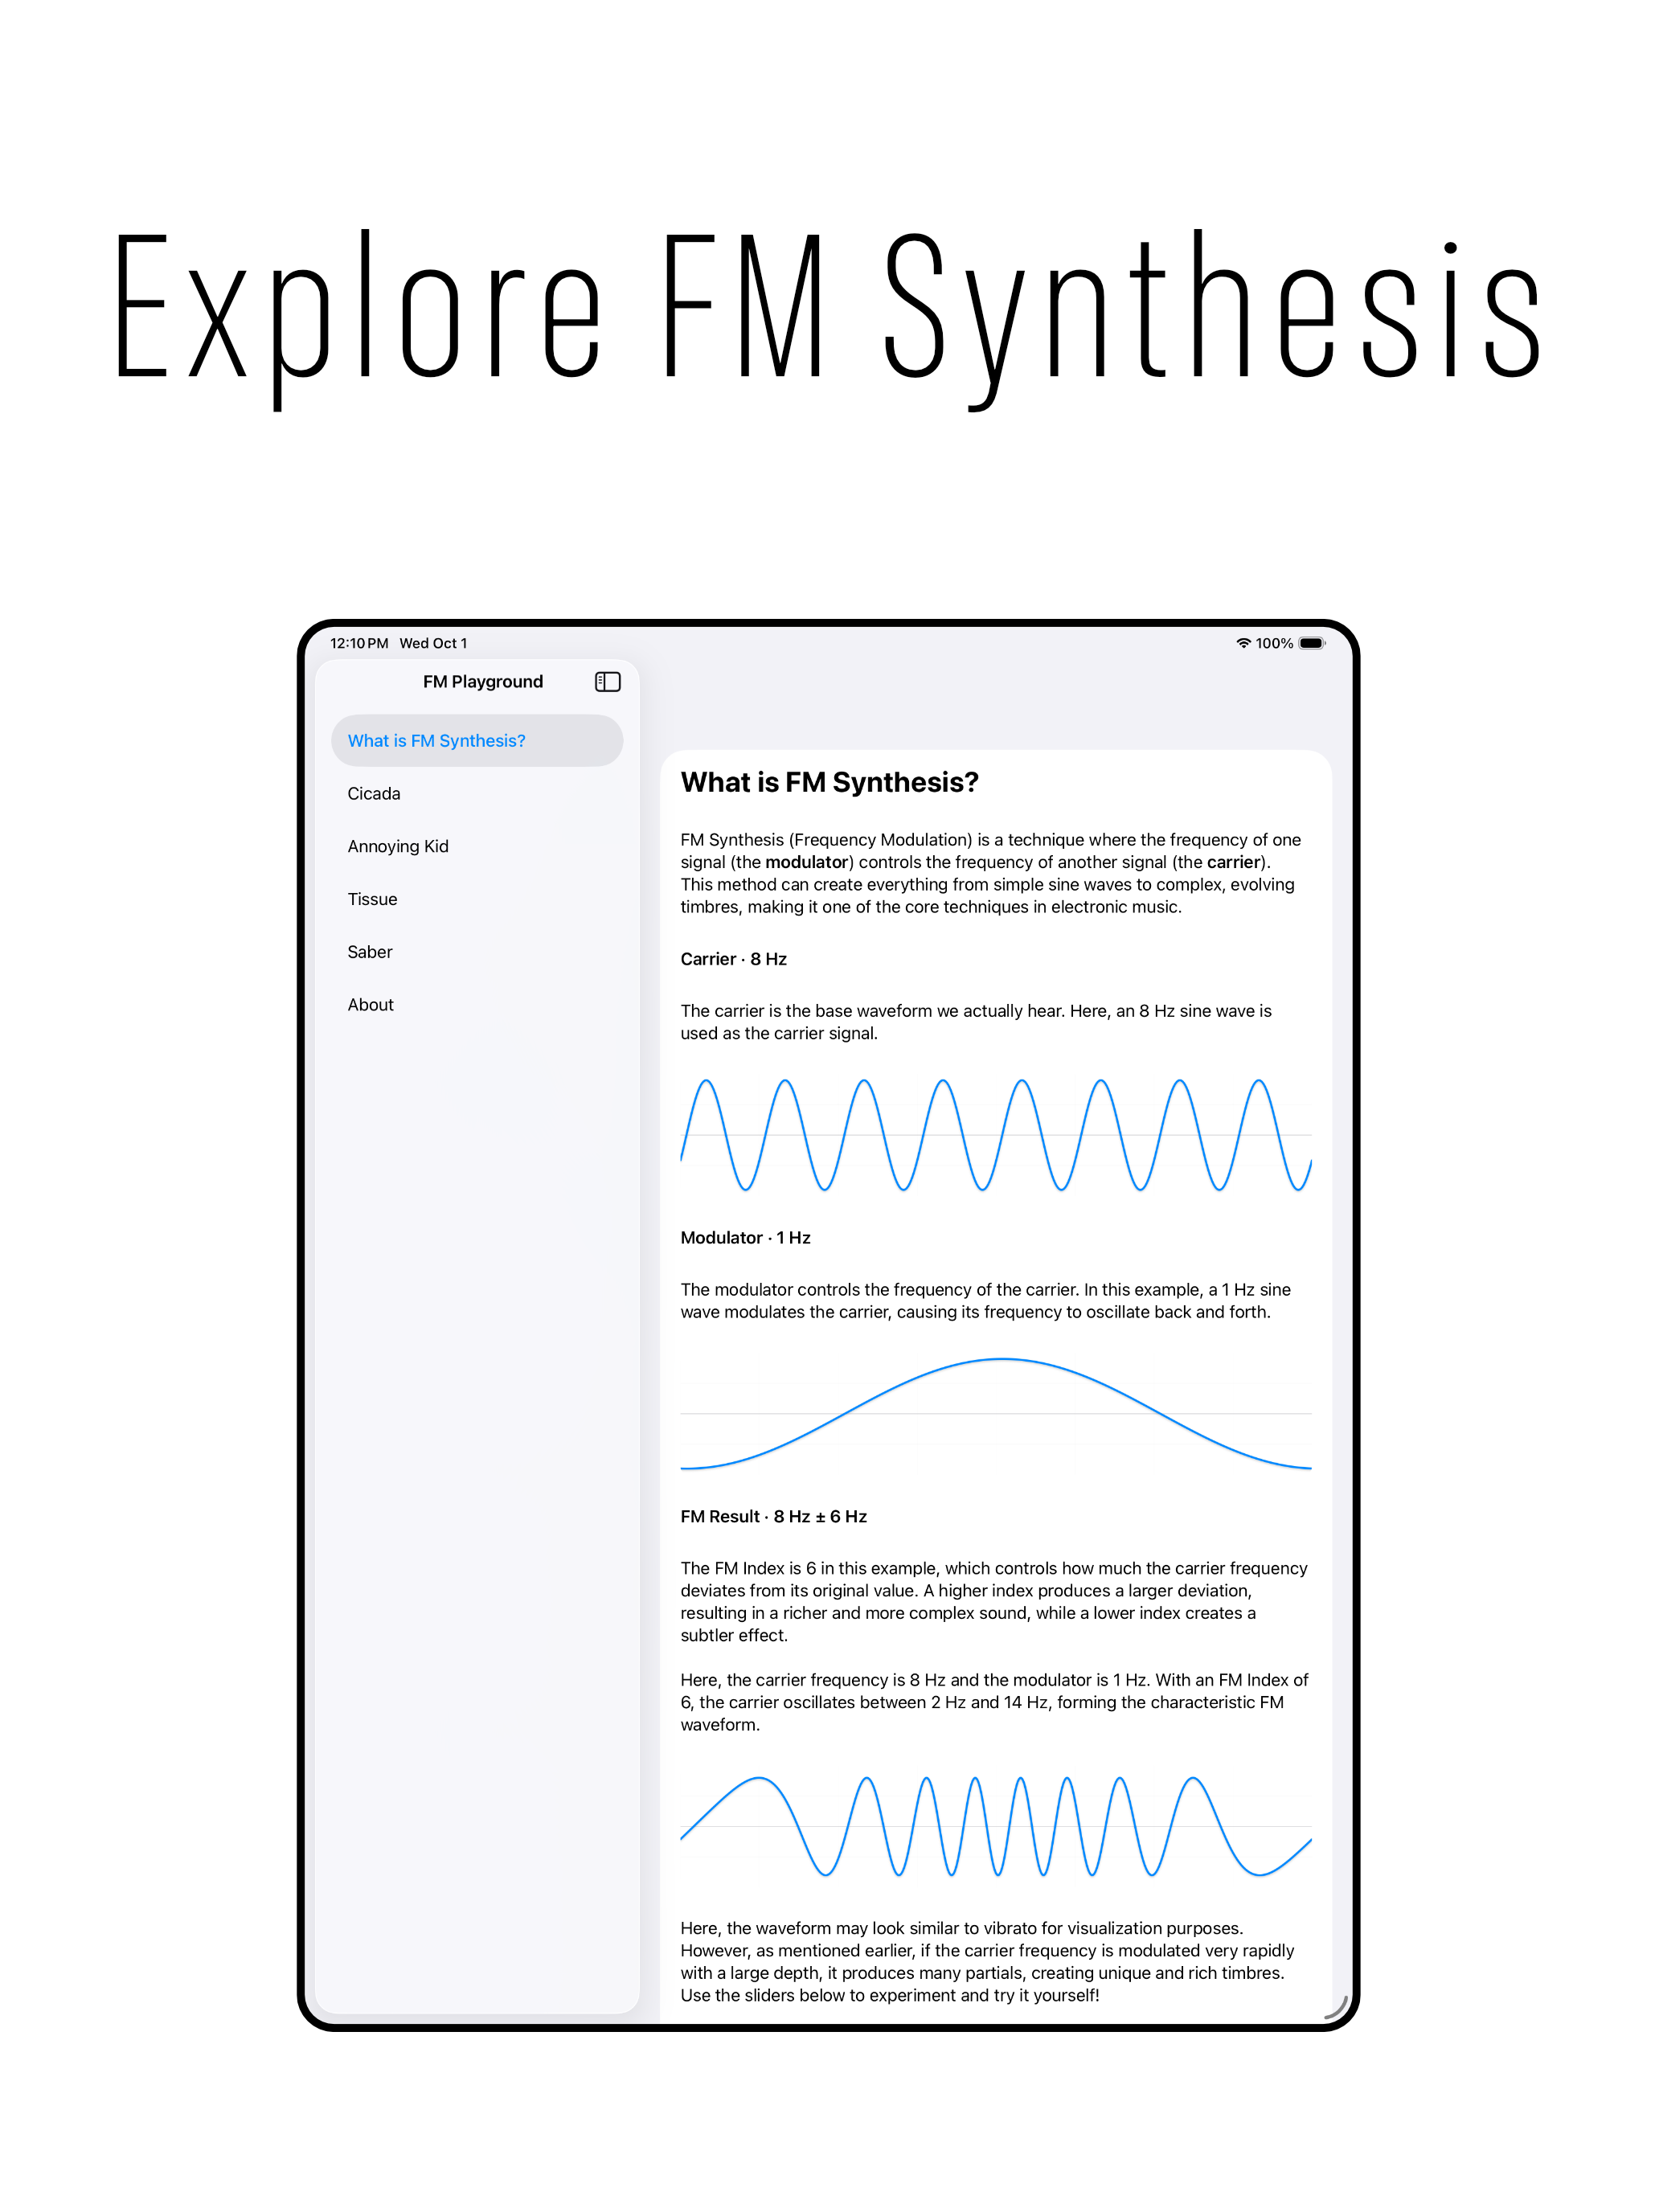 Explore FM Synthesis
12:10 PM Wed Oct 1
100%
FM Playground
What is FM Synthesis?
Cicada
Annoying Kid
Tissue
Saber
About
What is FM Synthesis?
FM Synthesis (Frequency Modulation) is a technique where the frequency of one
signal (the modulator) controls the frequency of another signal (the carrier).
This method can create everything from simple sine waves to complex, evolving
timbres, making it one of the core techniques in electronic music.
Carrier · 8 Hz
The carrier is the base waveform we actually hear. Here, an 8 Hz sine wave is
used as the carrier signal.
Modulator · 1 Hz
The modulator controls the frequency of the carrier. In this example, a 1 Hz sine
wave modulates the carrier, causing its frequency to oscillate back and forth.
FM Result · 8 Hz ± 6 Hz
The FM Index is 6 in this example, which controls how much the carrier frequency
deviates from its original value. A higher index produces a larger deviation,
resulting in a richer and more complex sound, while a lower index creates a
subtler effect.
Here, the carrier frequency is 8 Hz and the modulator is 1 Hz. With an FM Index of
6, the carrier oscillates between 2 Hz and 14 Hz, forming the characteristic FM
waveform.
Here, the waveform may look similar to vibrato for visualization purposes.
However, as mentioned earlier, if the carrier frequency is modulated very rapidly
with a large depth, it produces many partials, creating unique and rich timbres.
Use the sliders below to experiment and try it yourself!